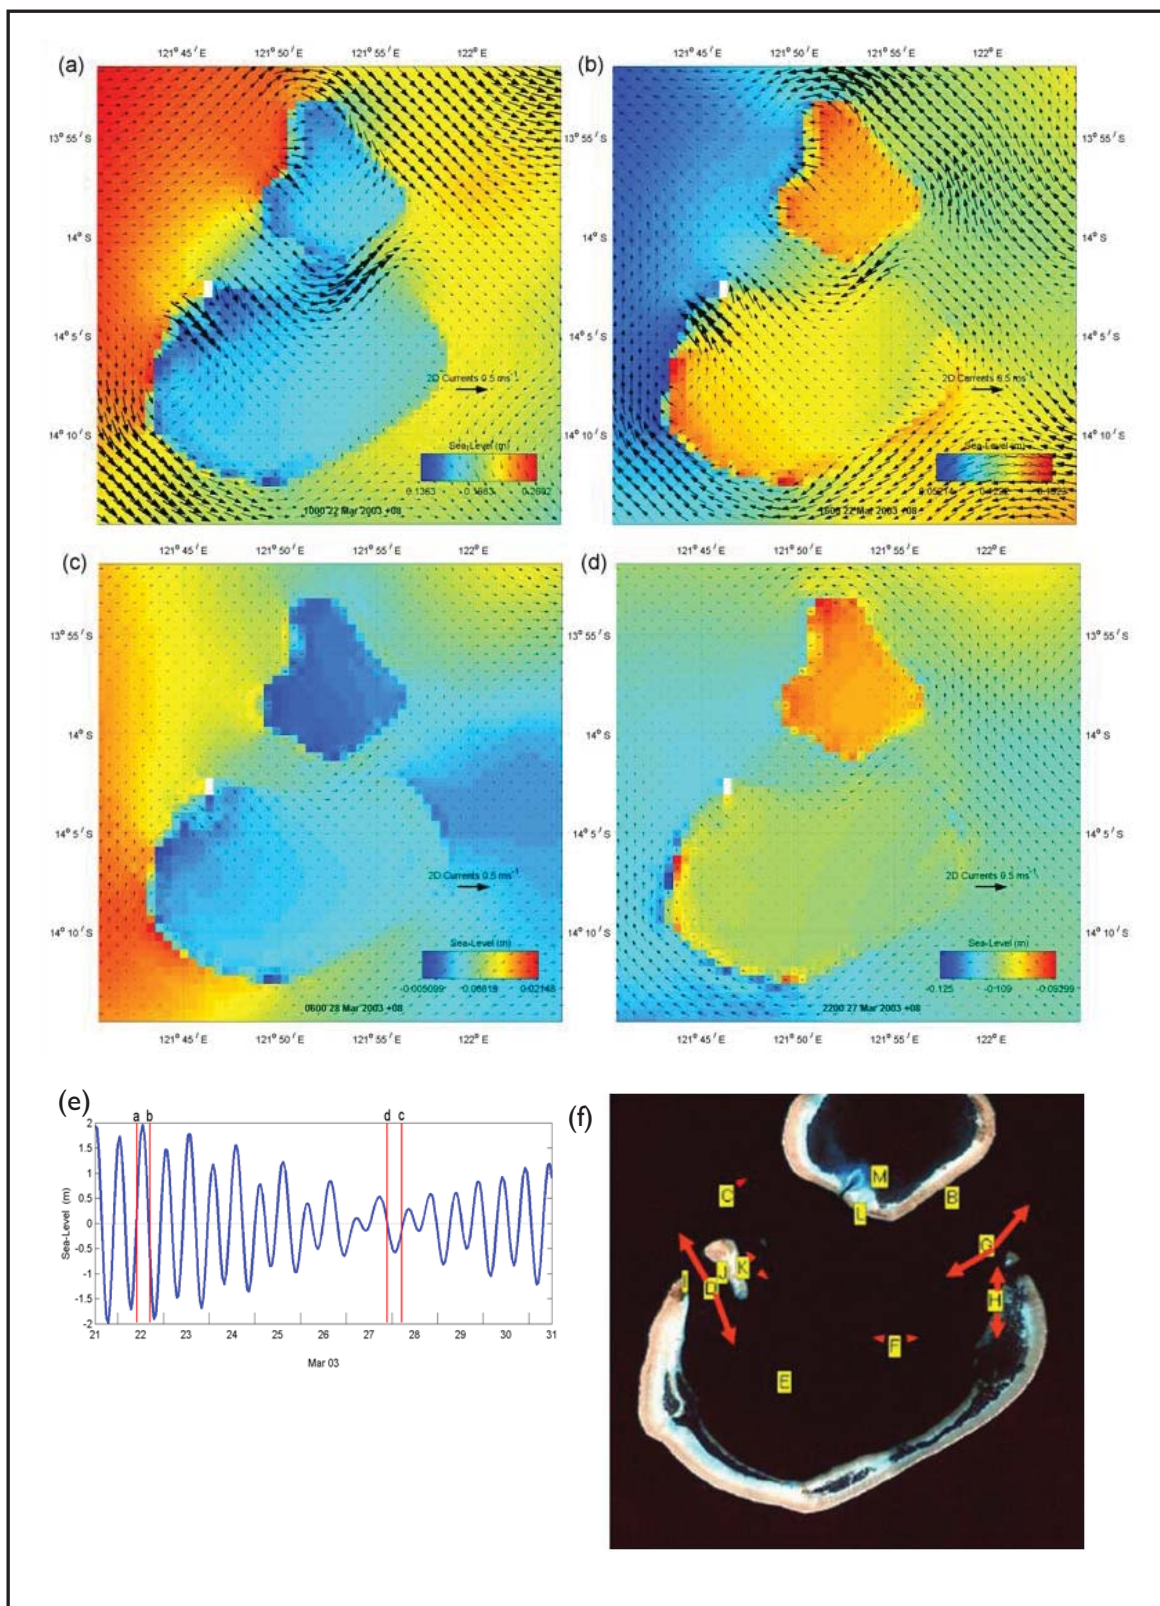 (a)
121° 45′ E 121° 50′ E 121° 55′ E 122° E
13° 55′ S
14° S
14° 5′ S
14° 10′ S
2D Currents 0.5 ms⁻¹
Sea-Level (m)
0.1363
1000 22 Mar 2003 +08
(b)
121° 45′ E 121° 50′ E 121° 55′ E 122° E
13° 55′ S
14° S
14° 5′ S
14° 10′ S
2D Currents 0.5 ms⁻¹
Sea-Level (m)
22 Mar 2003 +08
(c)
121° 45′ E 121° 50′ E 121° 55′ E 122° E
13° 55′ S
14° S
14° 5′ S
14° 10′ S
2D Currents 0.5 ms⁻¹
Sea-Level (m)
-0.005099 0.02148
0600 28 Mar 2003 +08
121° 45′ E 121° 50′ E 121° 55′ E 122° E
(d)
121° 45′ E 121° 50′ E 121° 55′ E 122° E
13° 55′ S
14° S
14° 5′ S
14° 10′ S
2D Currents 0.5 ms⁻¹
Sea-Level (m)
-0.125 -0.109 -0.09299
2200 27 Mar 2003 +08
121° 45′ E 121° 50′ E 121° 55′ E 122° E
(e)
a b d c
2
1.5
1
0.5
0
-0.5
-1
-1.5
-2
Sea-Level (m)
21 22 23 24 25 26 27 28 29 30 31
Mar 03
(f)
M
C
B
L
G
J
K
I
D
H
F
E